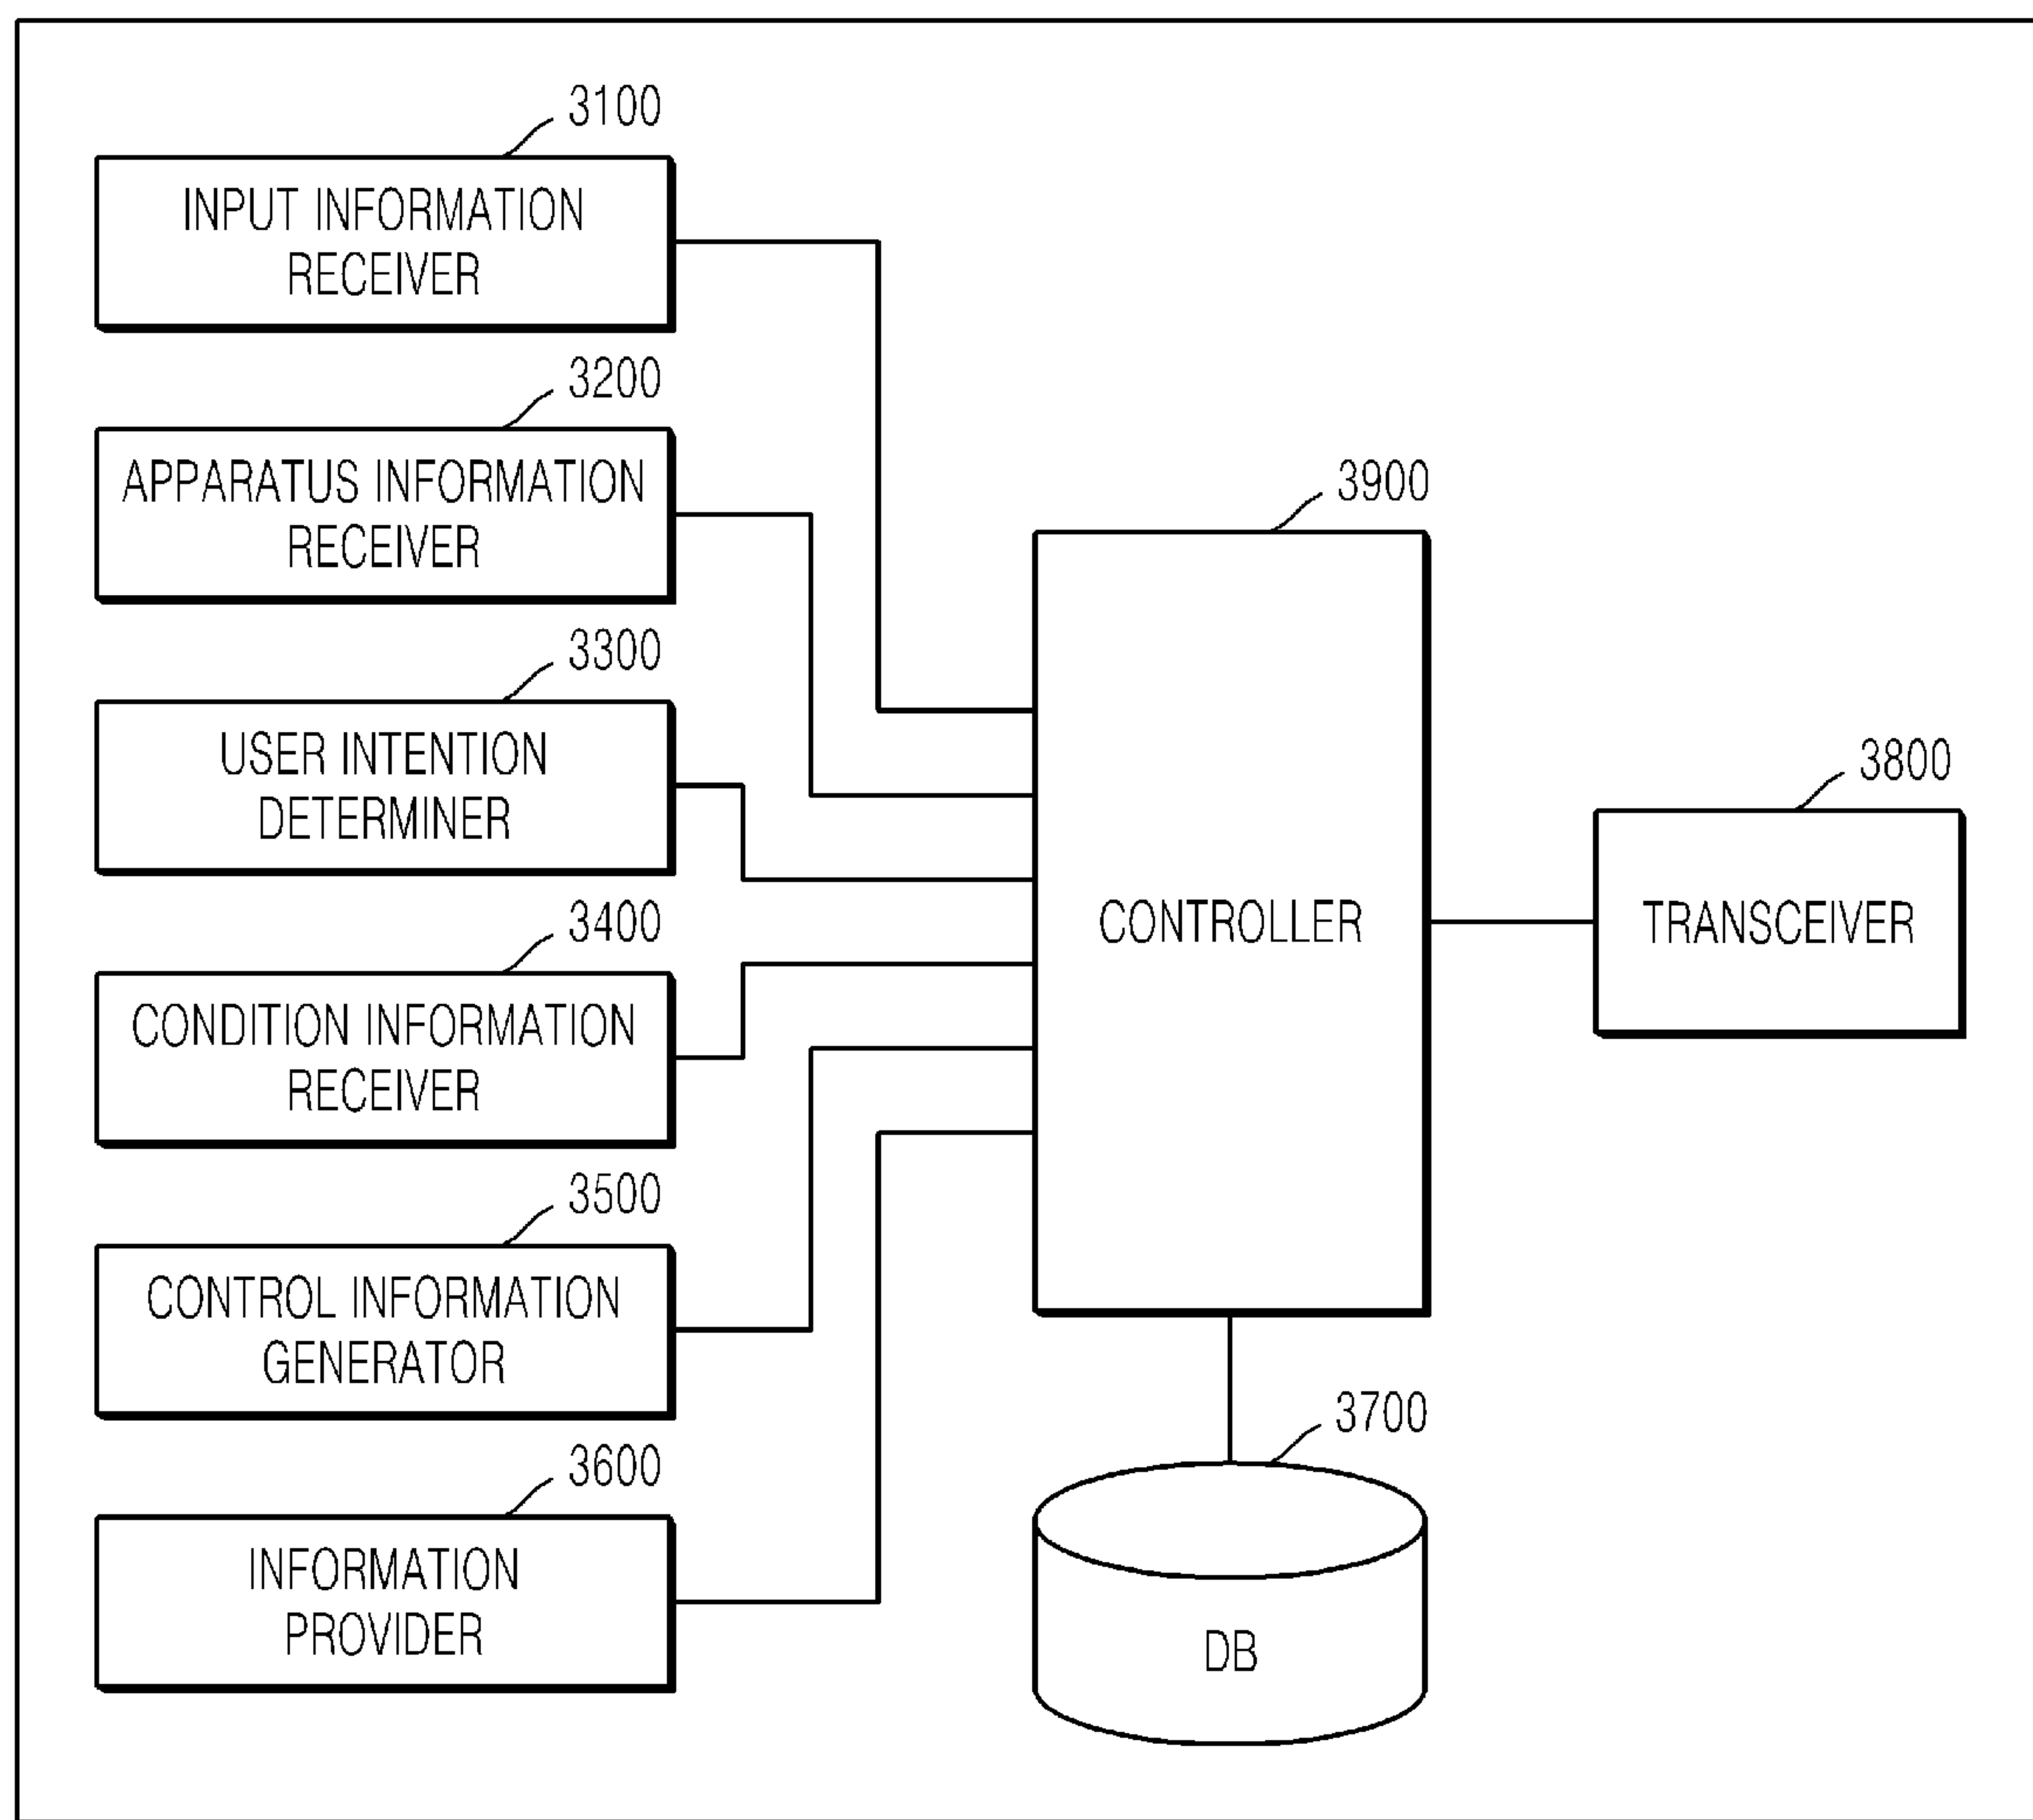 3100
INPUT INFORMATION
RECEIVER
3200
APPARATUS INFORMATION
RECEIVER
3300
USER INTENTION
DETERMINER
3400
CONDITION INFORMATION
RECEIVER
3500
CONTROL INFORMATION
GENERATOR
3600
INFORMATION
PROVIDER
3900
CONTROLLER
3800
TRANSCEIVER
3700
DB